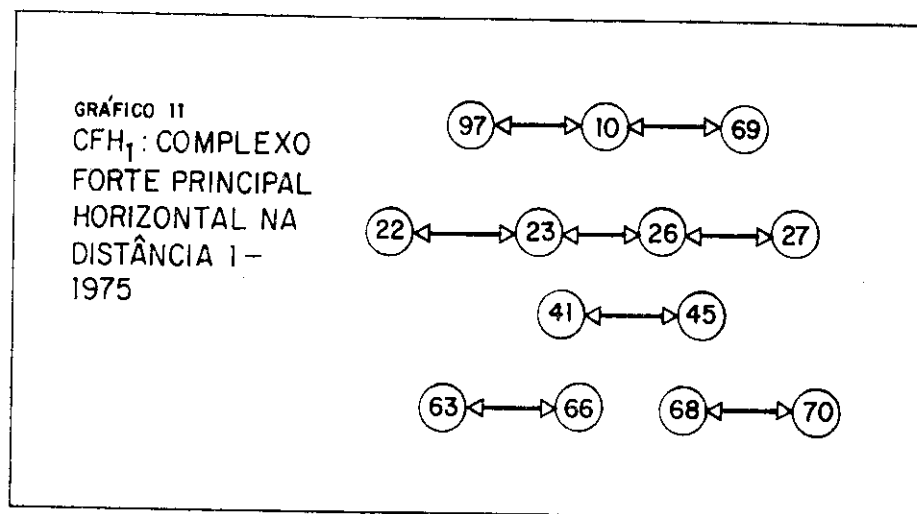 GRÁFICO 11
CFH₁: COMPLEXO
FORTE PRINCIPAL
HORIZONTAL NA
DISTÂNCIA 1-
1975
97 10 69
22 23 26 27
41 45
63 66 68 70